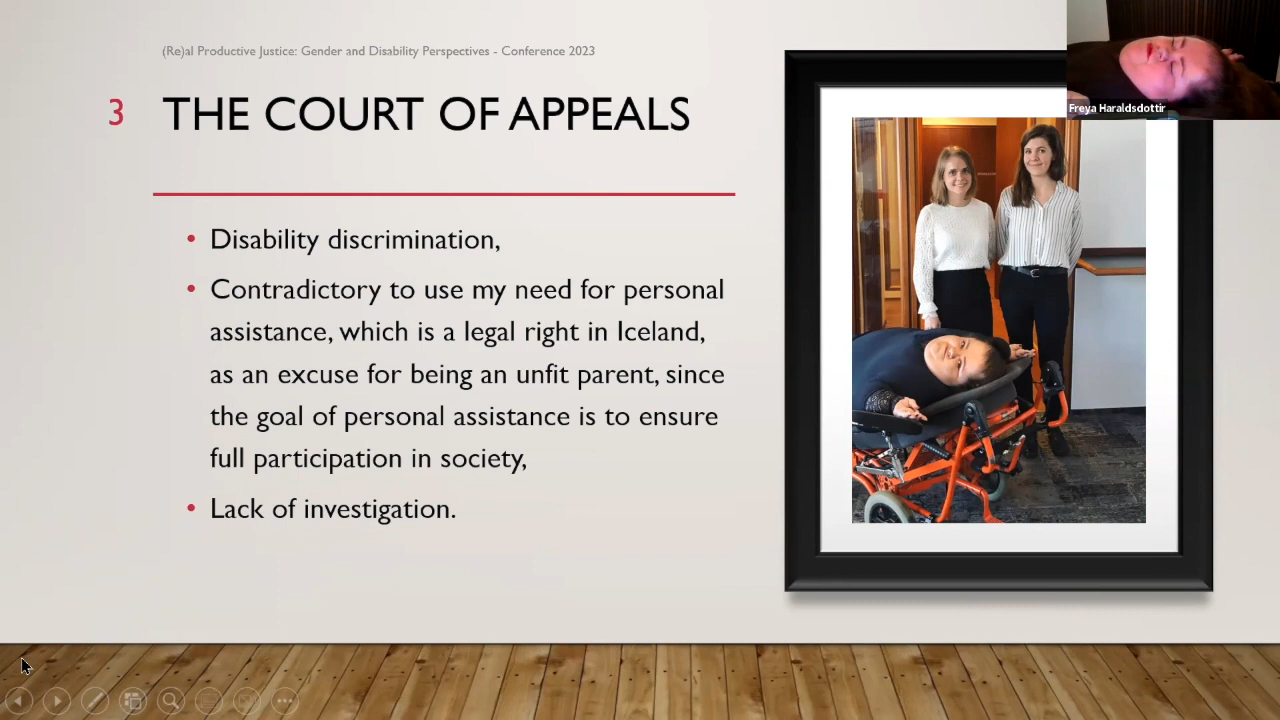 (Re)al Productive Justice: Gender and Disability Perspectives - Conference 2023
3 THE COURT OF APPEALS
• Disability discrimination,
• Contradictory to use my need for personal
assistance, which is a legal right in Iceland,
as an excuse for being an unfit parent, since
the goal of personal assistance is to ensure
full participation in society,
• Lack of investigation.
Freya Haraldsdottir